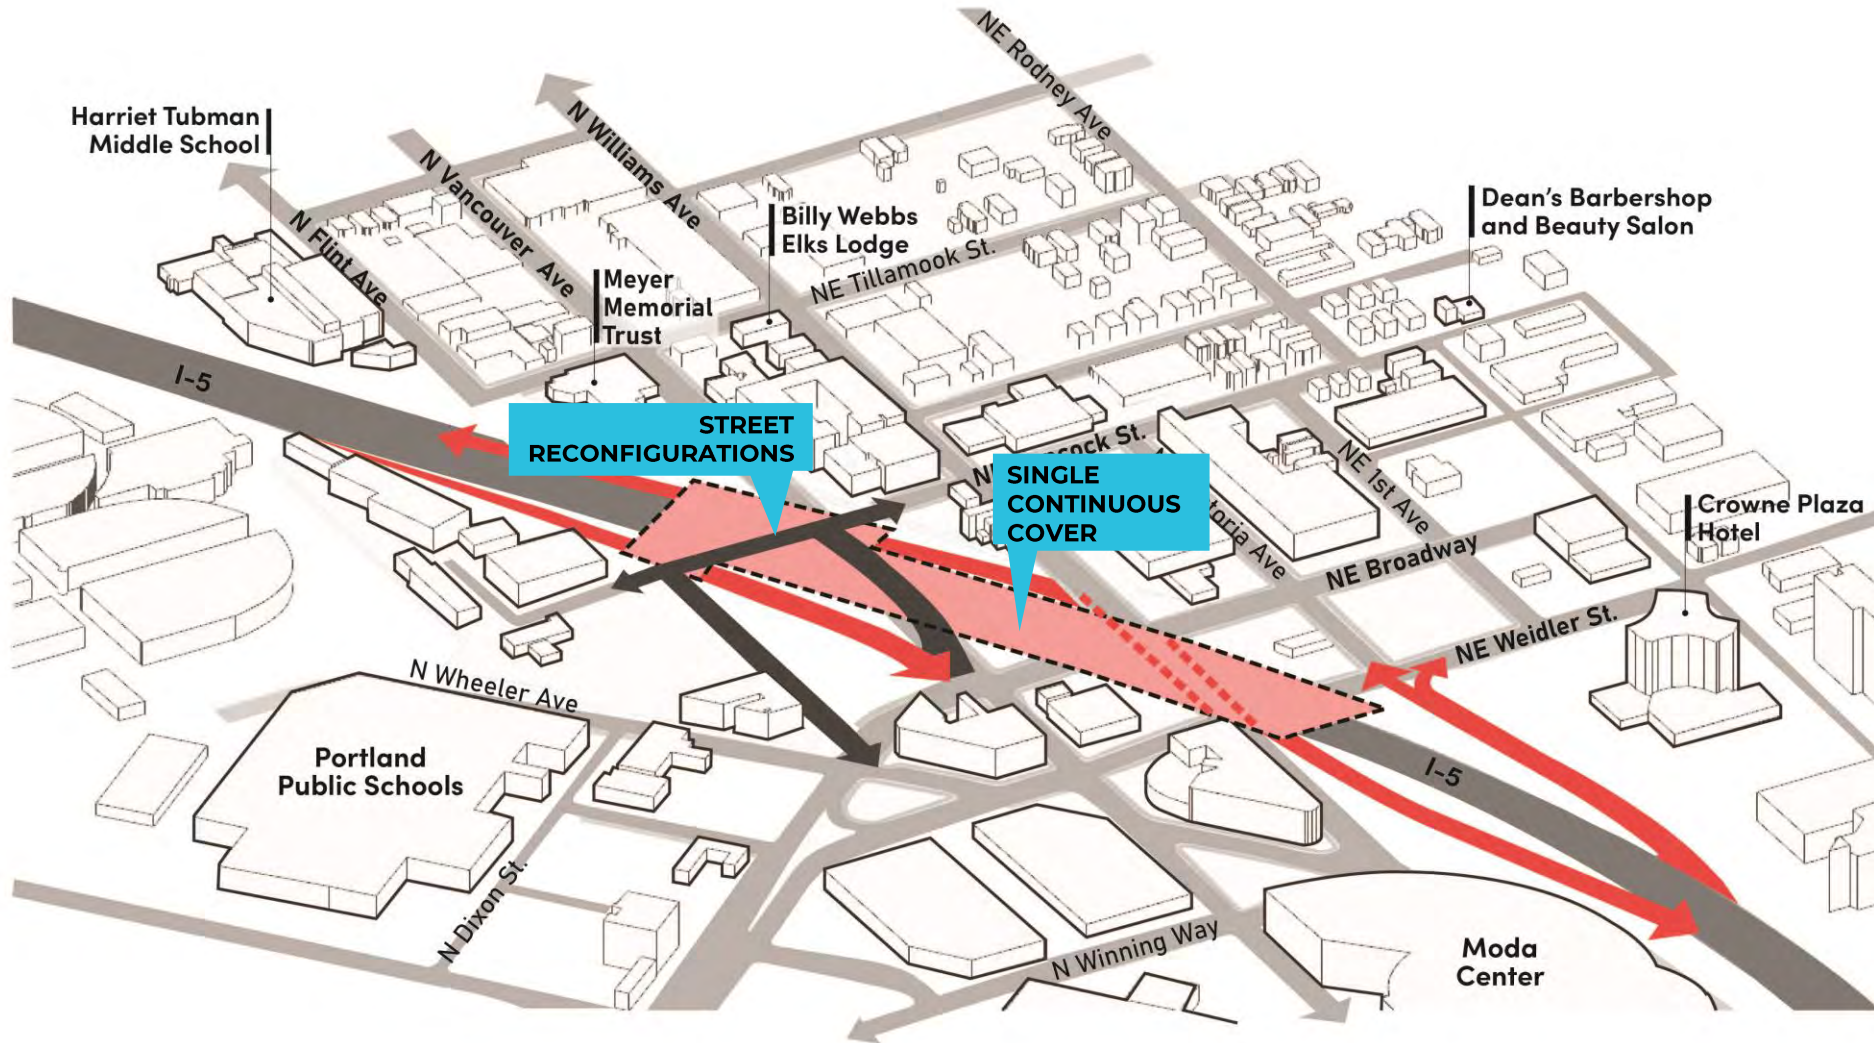 NE Rodney Ave
N Williams Ave
Harriet Tubman
Middle School
N Vancouver Ave
N Flint Ave
Billy Webbs
Elks Lodge
Dean's Barbershop
and Beauty Salon
NE Tillamook St.
Meyer
Memorial
Trust
I-5
STREET
RECONFIGURATIONS
St.
SINGLE
CONTINUOUS
COVER
Ave
NE 1st Ave
Crowne Plaza
Hotel
NE Broadway
NE Weidler St.
N Wheeler Ave
Portland
Public Schools
I-5
N Dixon St.
N Winning Way
Moda
Center